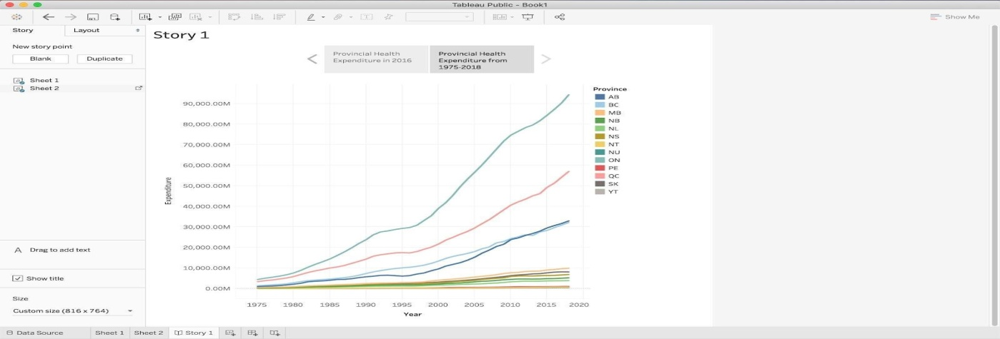 Tableau Public - Book1
Show Me
Story
Layout
New story point
Blank
Duplicate
Sheet 1
Sheet 2
A Drag to add text
Show title
Size
Custom size (816 x 764)
Story 1
Provincial Health
Expenditure in 2016
Provincial Health
Expenditure from
1975-2018
90,000.00M
80,000.00M
70,000.00M
60,000.00M
50,000.00M
40,000.00M
30,000.00M
20,000.00M
10,000.00M
0.00M
Expenditure
1975 1980 1985 1990 1995 2000 2005 2010 2015 2020
Year
Province
AB
BC
MB
NB
NL
NS
NT
NU
ON
PE
QC
SK
YT
Data Source Sheet 1 Sheet 2 Story 1